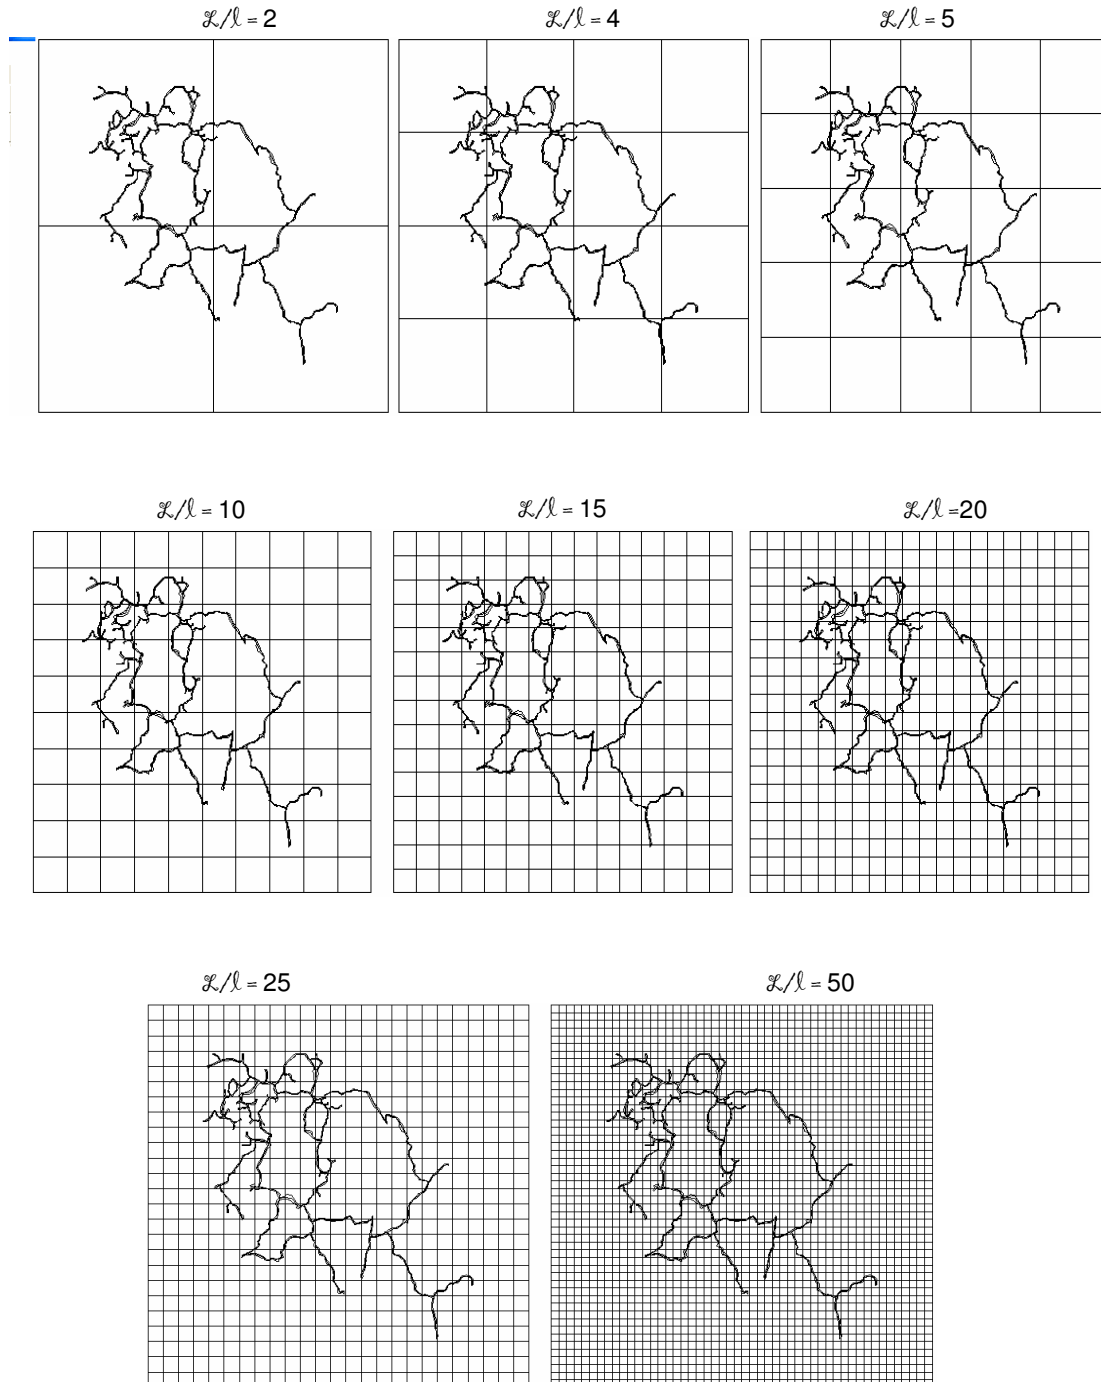 ℒ/l = 2
ℒ/l = 4
ℒ/l = 5
ℒ/l = 10
ℒ/l = 15
ℒ/l =20
ℒ/l = 25
ℒ/l = 50